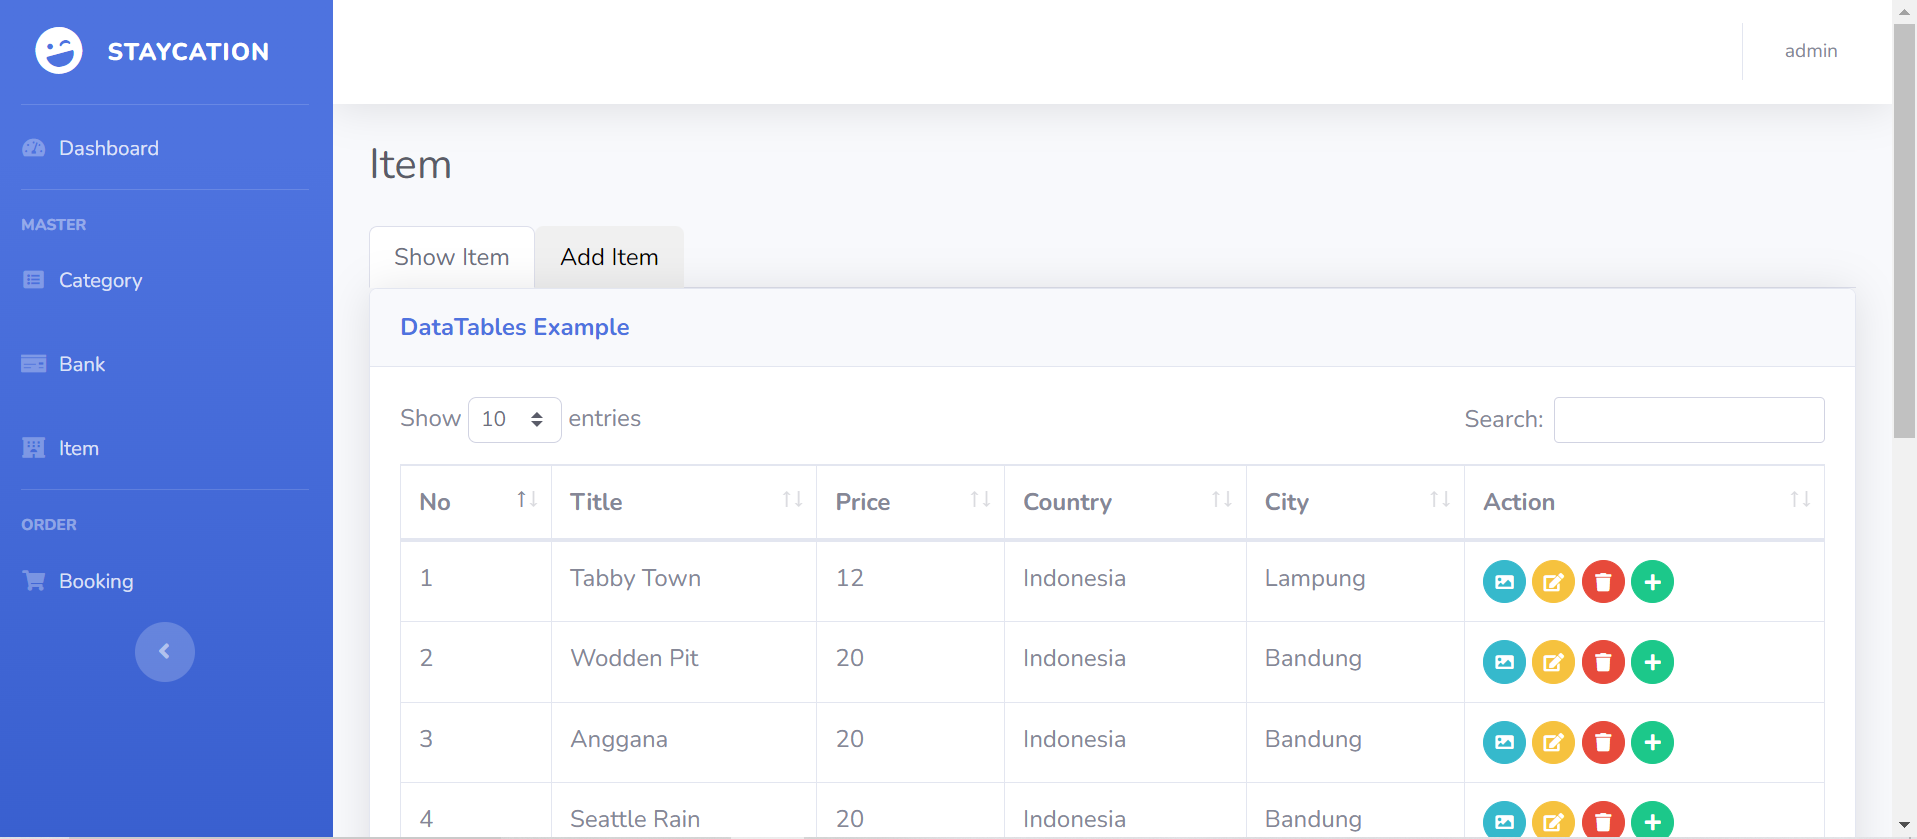 STAYCATION
admin
Dashboard
MASTER
Category
Bank
Item
ORDER
Booking
Item
Show Item Add Item
DataTables Example
Show 10 entries Search:
No Title Price Country City Action
1 Tabby Town 12 Indonesia Lampung
2 Wodden Pit 20 Indonesia Bandung
3 Anggana 20 Indonesia Bandung
4 Seattle Rain 20 Indonesia Bandung